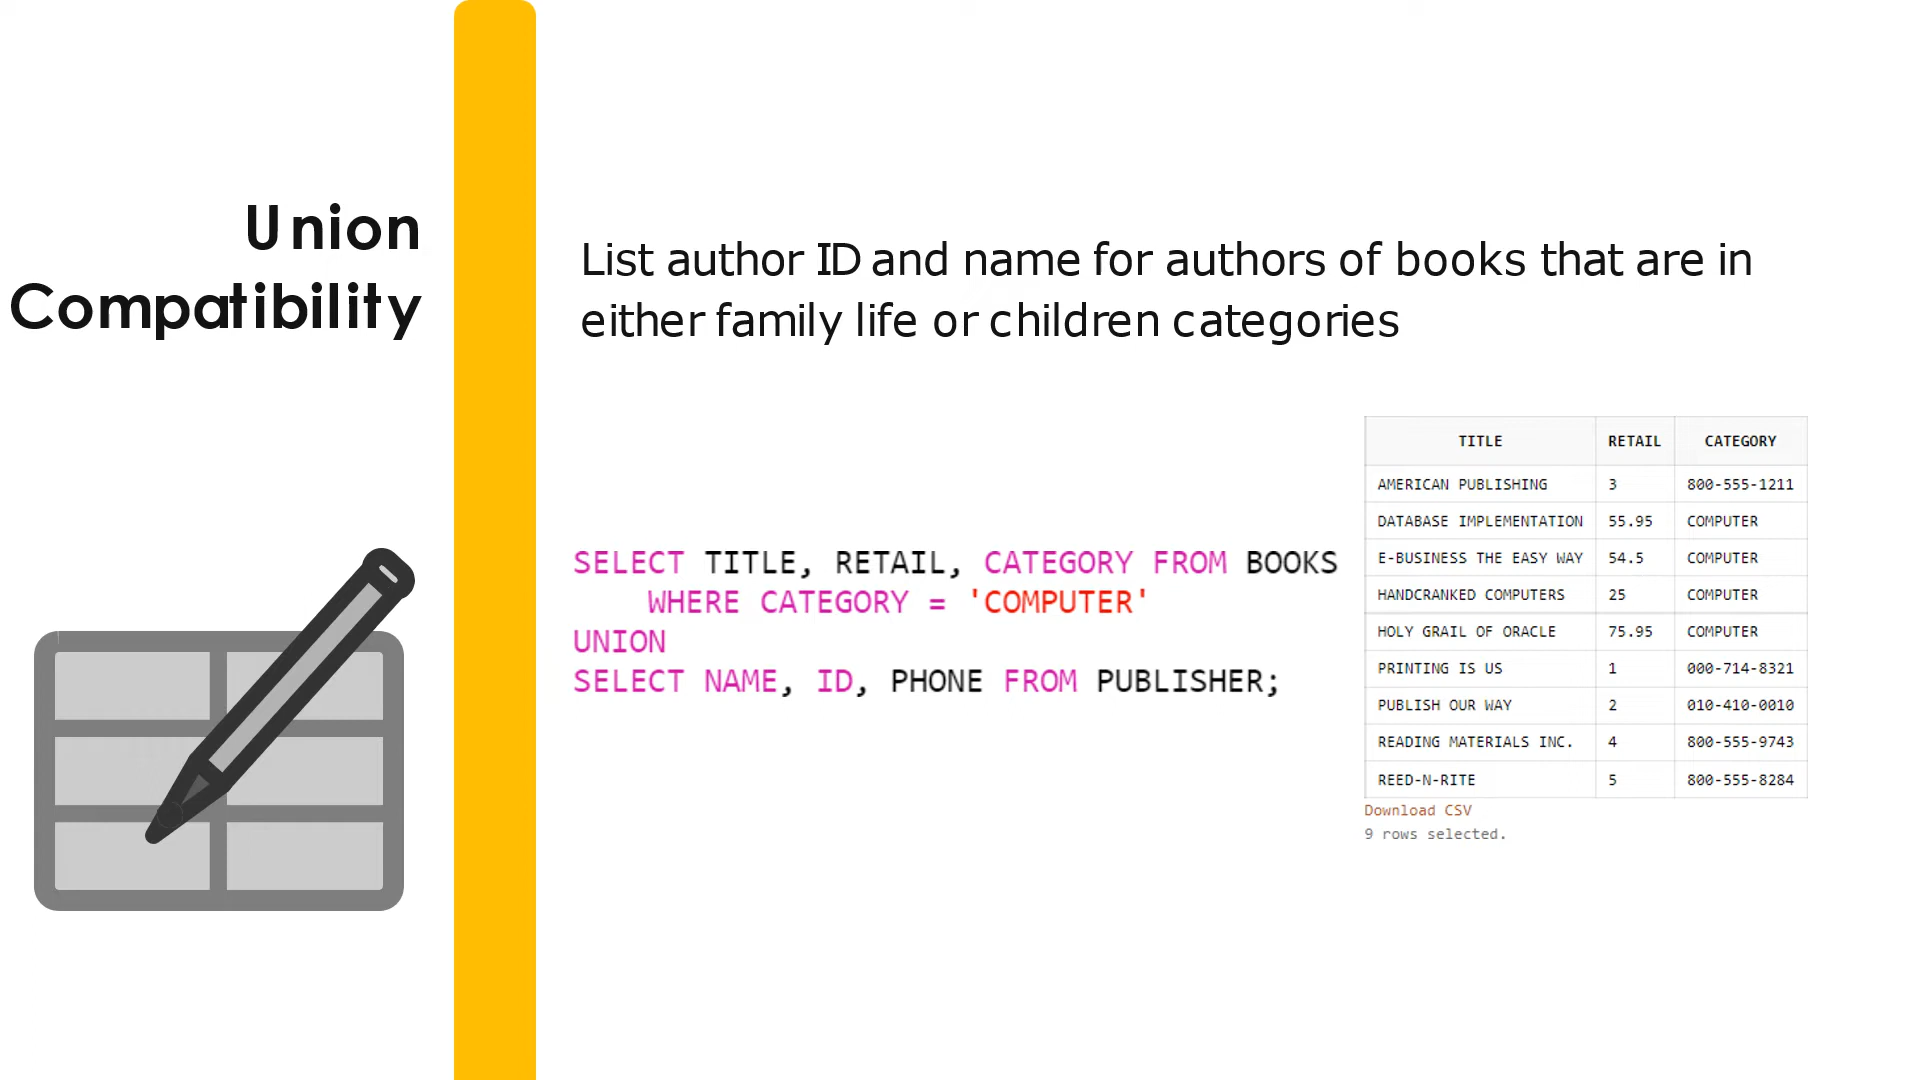 Union
Compatibility
List author ID and name for authors of books that are in
either family life or children categories
SELECT TITLE, RETAIL, CATEGORY FROM BOOKS
WHERE CATEGORY = 'COMPUTER'
UNION
SELECT NAME, ID, PHONE FROM PUBLISHER;
TITLE RETAIL CATEGORY
AMERICAN PUBLISHING 3 800-555-1211
DATABASE IMPLEMENTATION 55.95 COMPUTER
E-BUSINESS THE EASY WAY 54.5 COMPUTER
HANDCRANKED COMPUTERS 25 COMPUTER
HOLY GRAIL OF ORACLE 75.95 COMPUTER
PRINTING IS US 1 000-714-8321
PUBLISH OUR WAY 2 010-410-0010
READING MATERIALS INC. 4 800-555-9743
REED-N-RITE 5 800-555-8284
Download CSV
9 rows selected.